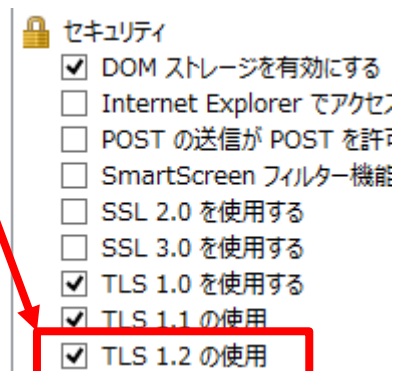 セキュリティ
DOM ストレージを有効にする
Internet Explorer でアクセ
POST の送信が POST を許
SmartScreen フィルター機能
SSL 2.0 を使用する
SSL 3.0 を使用する
TLS 1.0 を使用する
TLS 1.1 の使用
TLS 1.2 の使用